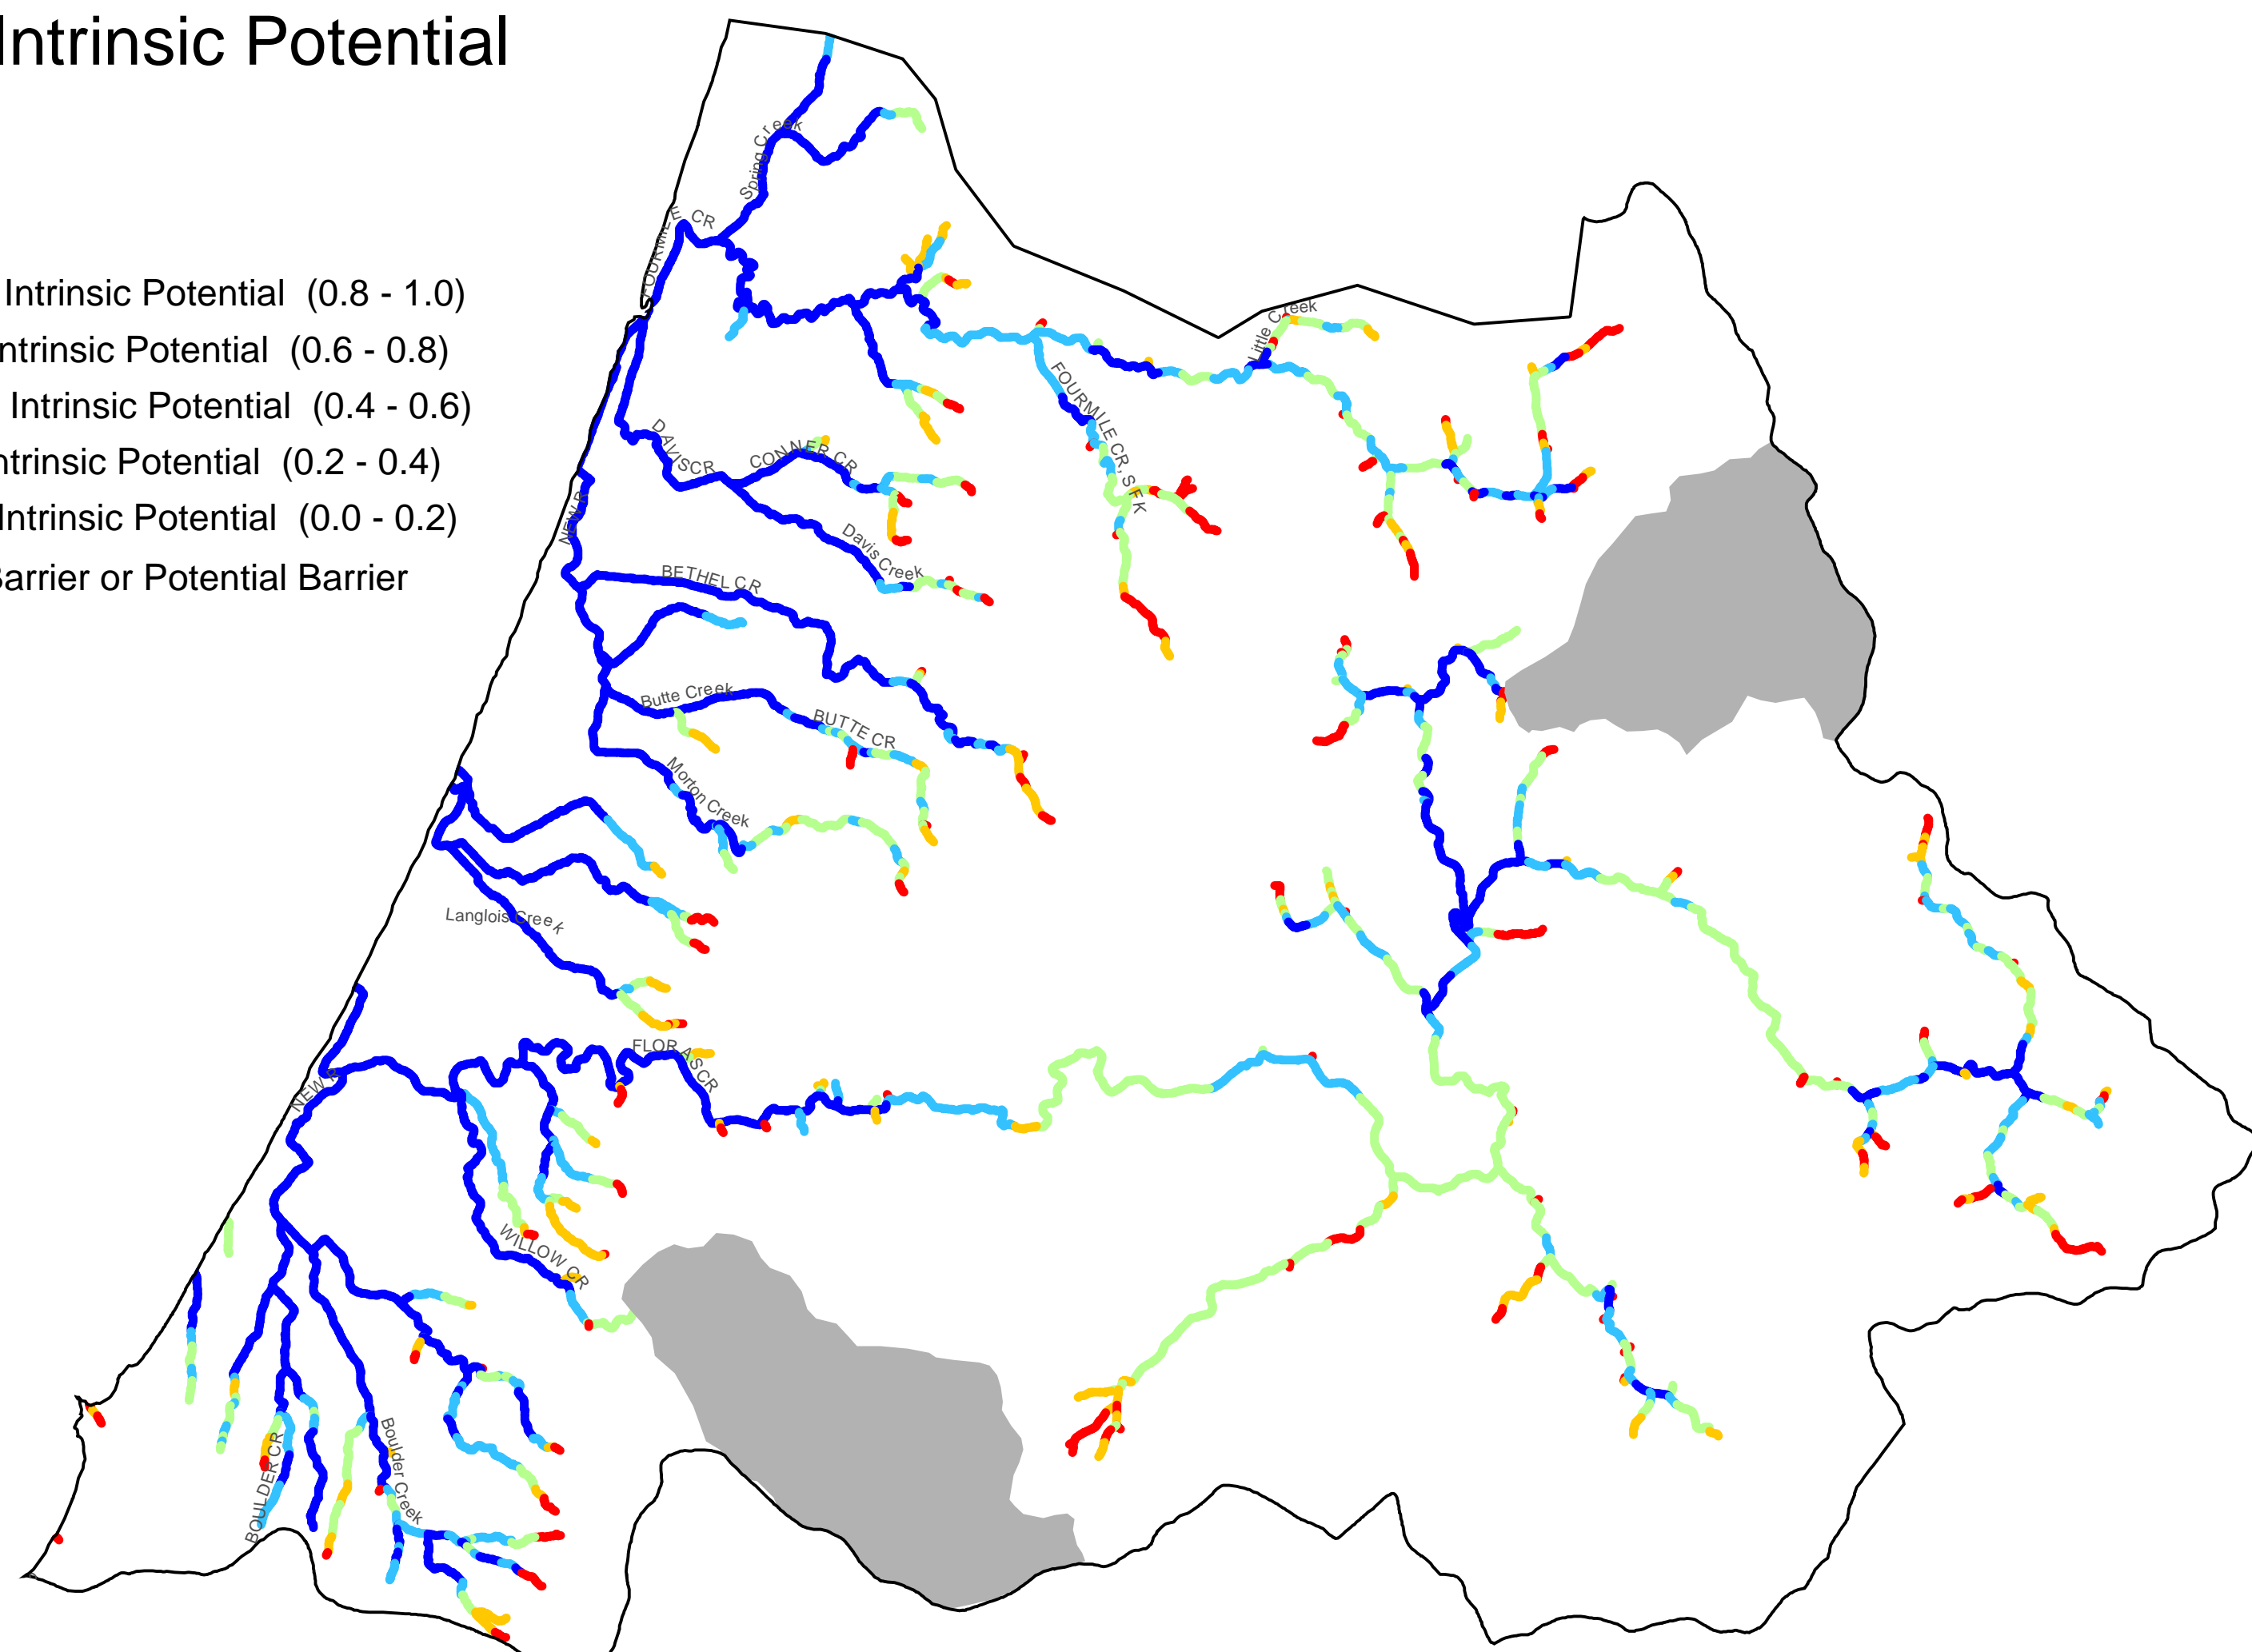 Intrinsic Potential
Intrinsic Potential (0.8 - 1.0)
Intrinsic Potential (0.6 - 0.8)
Intrinsic Potential (0.4 - 0.6)
Intrinsic Potential (0.2 - 0.4)
Intrinsic Potential (0.0 - 0.2)
Barrier or Potential Barrier
Spring Creek
FOURMILE CR
Little Creek
FOURMILE CR, S FK
DAVIS CR
CONNER CR
NEW R
Davis Creek
BETHEL CR
Butte Creek
BUTTE CR
Morton Creek
Langlois Creek
FLORAS CR
NEW R
WILLOW CR
BOULDER CR
Boulder Creek